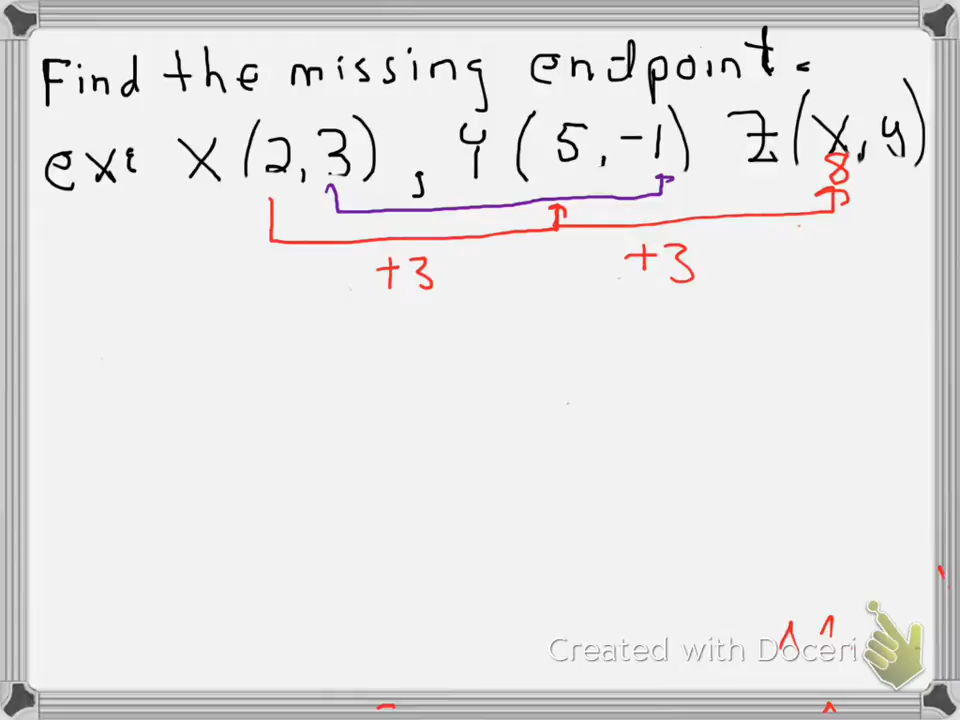 Find the missing endpoint.
ex: X(2,3), Y(5,-1) Z(x,y)
8
+3 +3
Created with Doceri